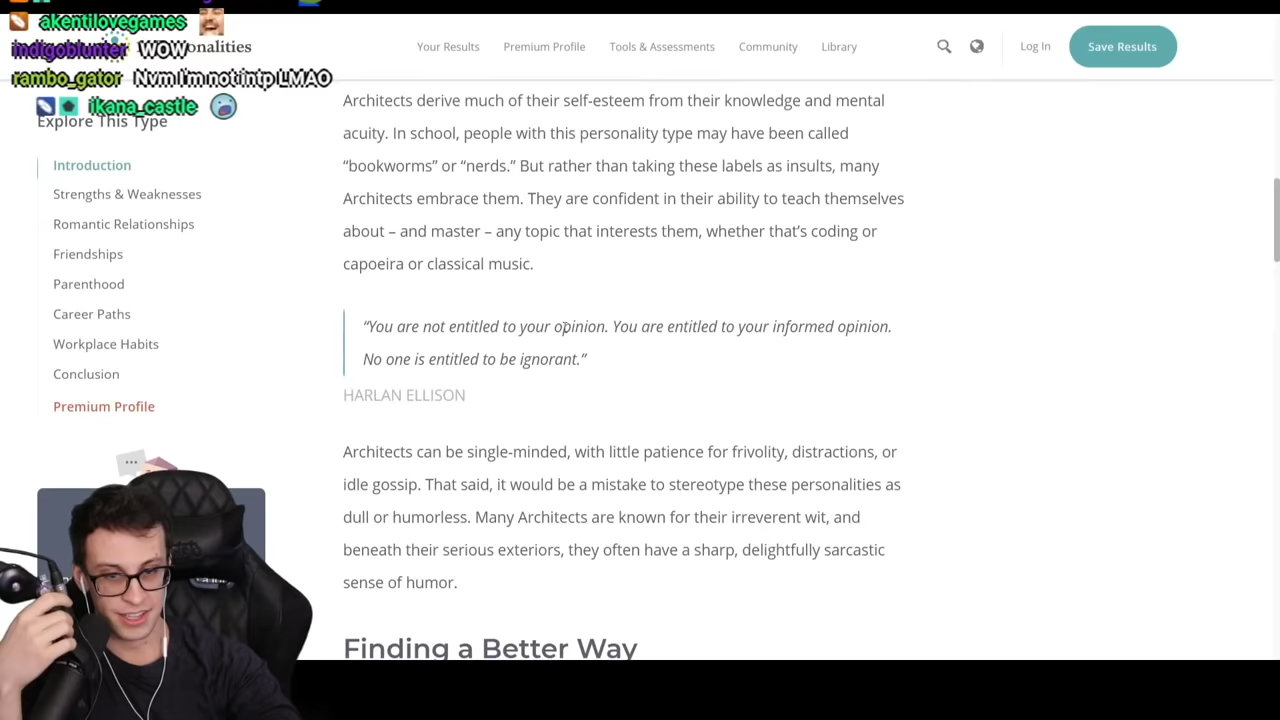 akentilovegames
indigoblunter WOW
onalities
Your Results
Premium Profile
Tools & Assessments
Community
Library
Log In
Save Results
rambo_gator Nvm I'm not intp LMAO
ikana_castle
Explore This Type
Introduction
Strengths & Weaknesses
Romantic Relationships
Friendships
Parenthood
Career Paths
Workplace Habits
Conclusion
Premium Profile
Architects derive much of their self-esteem from their knowledge and mental
acuity. In school, people with this personality type may have been called
“bookworms” or “nerds.” But rather than taking these labels as insults, many
Architects embrace them. They are confident in their ability to teach themselves
about – and master – any topic that interests them, whether that’s coding or
capoeira or classical music.
“You are not entitled to your opinion. You are entitled to your informed opinion.
No one is entitled to be ignorant.”
HARLAN ELLISON
Architects can be single-minded, with little patience for frivolity, distractions, or
idle gossip. That said, it would be a mistake to stereotype these personalities as
dull or humorless. Many Architects are known for their irreverent wit, and
beneath their serious exteriors, they often have a sharp, delightfully sarcastic
sense of humor.
Finding a Better Way